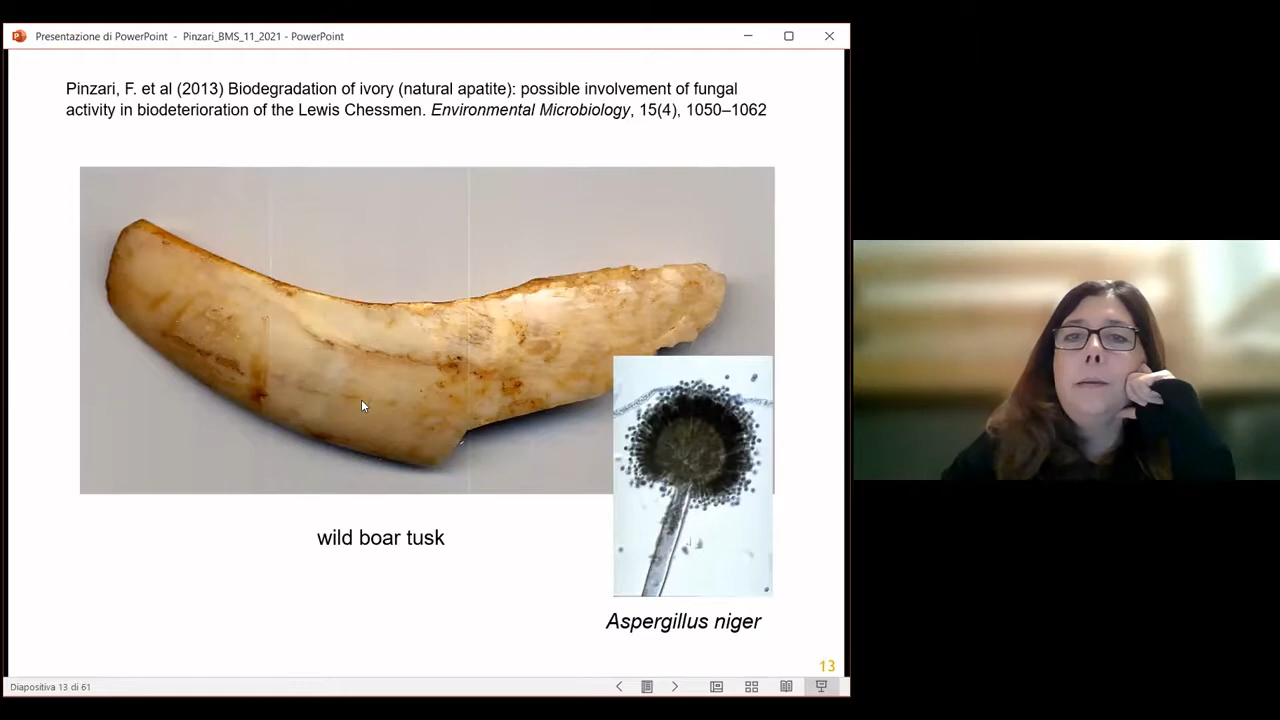 Presentazione di PowerPoint - Pinzari_BMS_11_2021 - PowerPoint
Pinzari, F. et al (2013) Biodegradation of ivory (natural apatite): possible involvement of fungal
activity in biodeterioration of the Lewis Chessmen. Environmental Microbiology, 15(4), 1050–1062
wild boar tusk
Aspergillus niger
13
Diapositiva 13 di 61